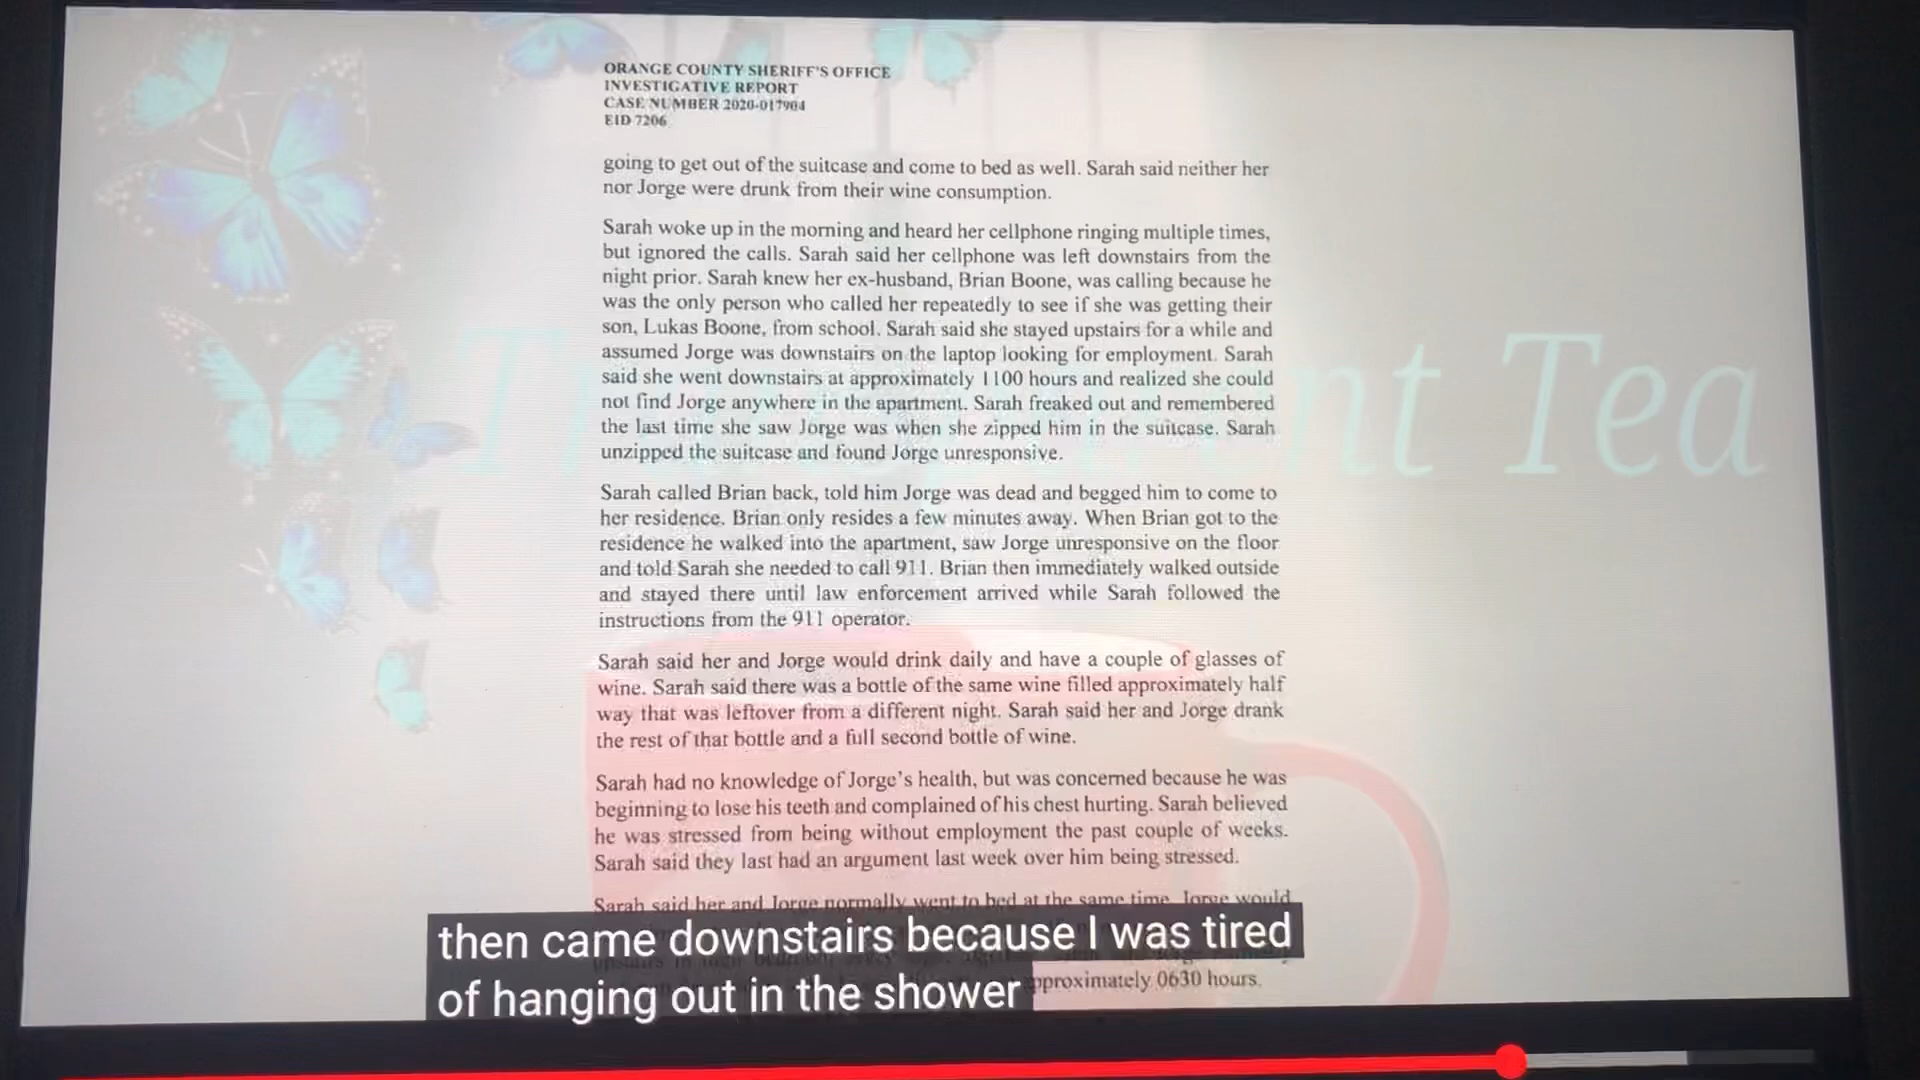 ORANGE COUNTY SHERIFF'S OFFICE
INVESTIGATIVE REPORT
CASE NUMBER 2020-017904
EID 7206
going to get out of the suitcase and come to bed as well. Sarah said neither her
nor Jorge were drunk from their wine consumption.
Sarah woke up in the morning and heard her cellphone ringing multiple times,
but ignored the calls. Sarah said her cellphone was left downstairs from the
night prior. Sarah knew her ex-husband, Brian Boone, was calling because he
was the only person who called her repeatedly to see if she was getting their
son, Lukas Boone, from school. Sarah said she stayed upstairs for a while and
assumed Jorge was downstairs on the laptop looking for employment. Sarah
said she went downstairs at approximately 1100 hours and realized she could
not find Jorge anywhere in the apartment. Sarah freaked out and remembered
the last time she saw Jorge was when she zipped him in the suitcase. Sarah
unzipped the suitcase and found Jorge unresponsive.
Tea
Sarah called Brian back, told him Jorge was dead and begged him to come to
her residence. Brian only resides a few minutes away. When Brian got to the
residence he walked into the apartment, saw Jorge unresponsive on the floor
and told Sarah she needed to call 911. Brian then immediately walked outside
and stayed there until law enforcement arrived while Sarah followed the
instructions from the 911 operator.
Sarah said her and Jorge would drink daily and have a couple of glasses of
wine. Sarah said there was a bottle of the same wine filled approximately half
way that was leftover from a different night. Sarah said her and Jorge drank
the rest of that bottle and a full second bottle of wine.
Sarah had no knowledge of Jorge's health, but was concerned because he was
beginning to lose his teeth and complained of his chest hurting. Sarah believed
he was stressed from being without employment the past couple of weeks.
Sarah said they last had an argument last week over him being stressed.
Sarah said her and Jorge normally went to bed at the same time. Jorge would
then came downstairs because I was tired
of hanging out in the shower
pproximately 0630 hours.